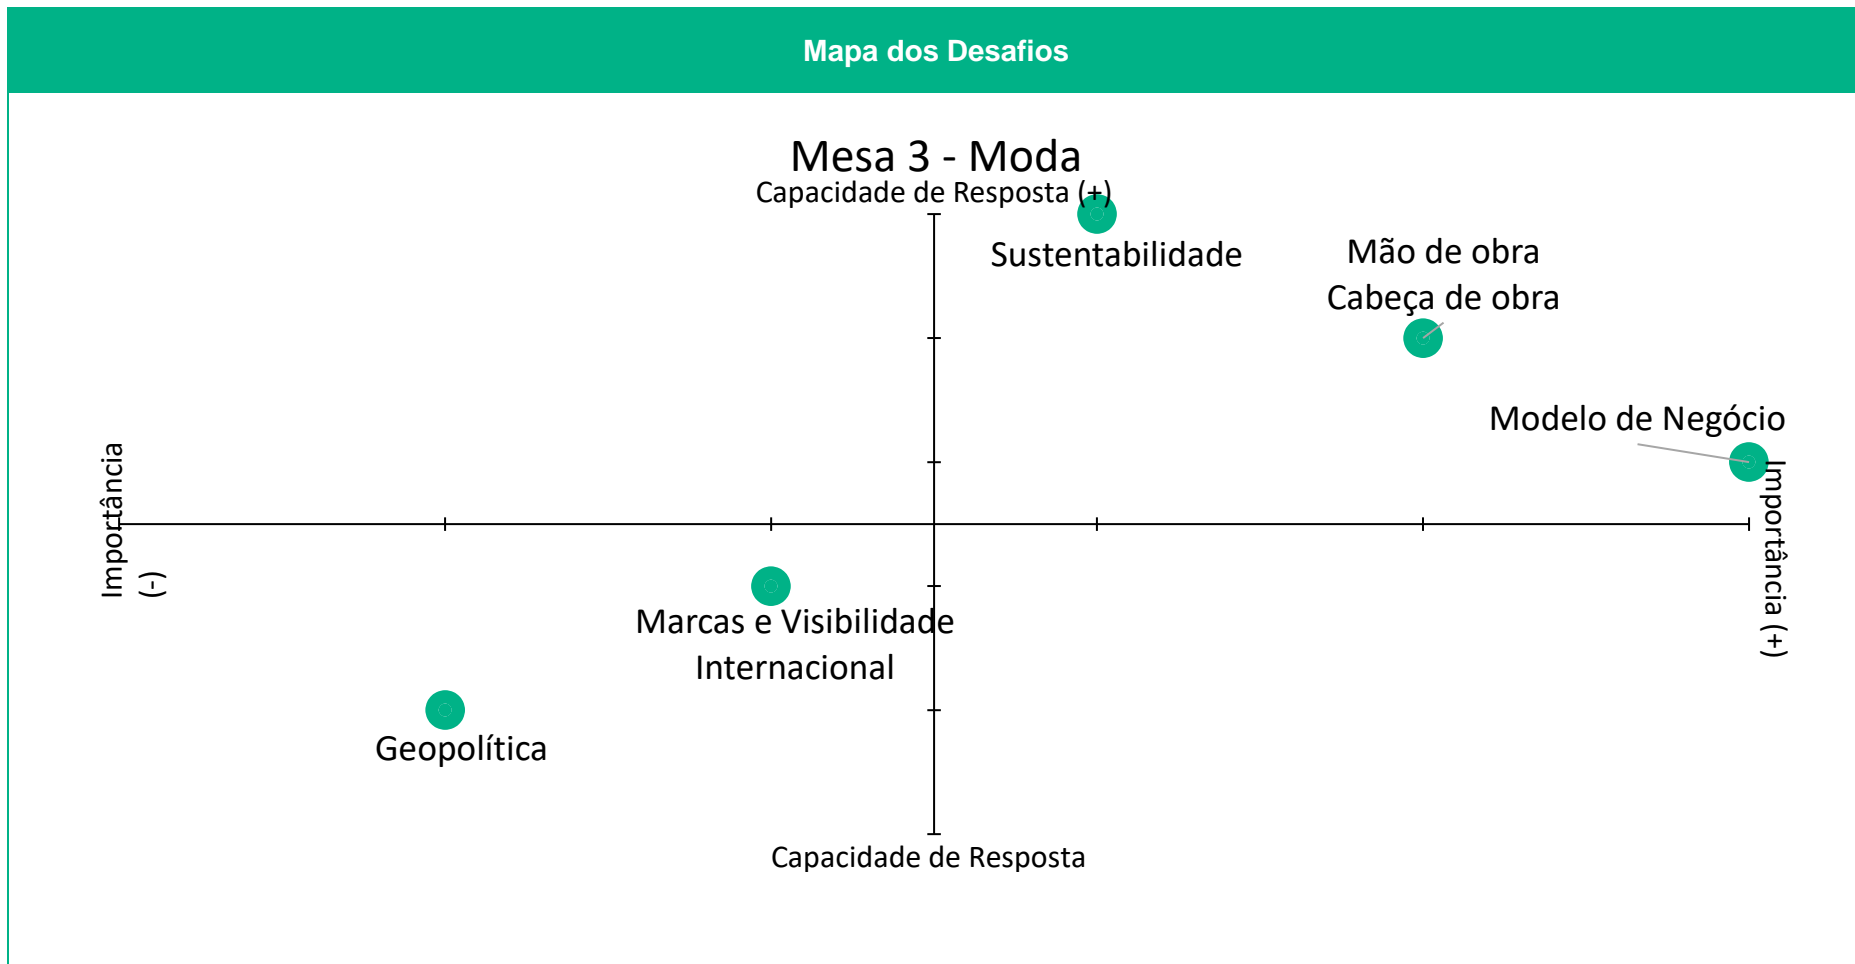 Mapa dos Desafios
Mesa 3 - Moda
Capacidade de Resposta (+)
Sustentabilidade
Mão de obra
Cabeça de obra
Modelo de Negócio
Importância
(-)
Importância (+)
Marcas e Visibilidade
Internacional
Geopolítica
Capacidade de Resposta